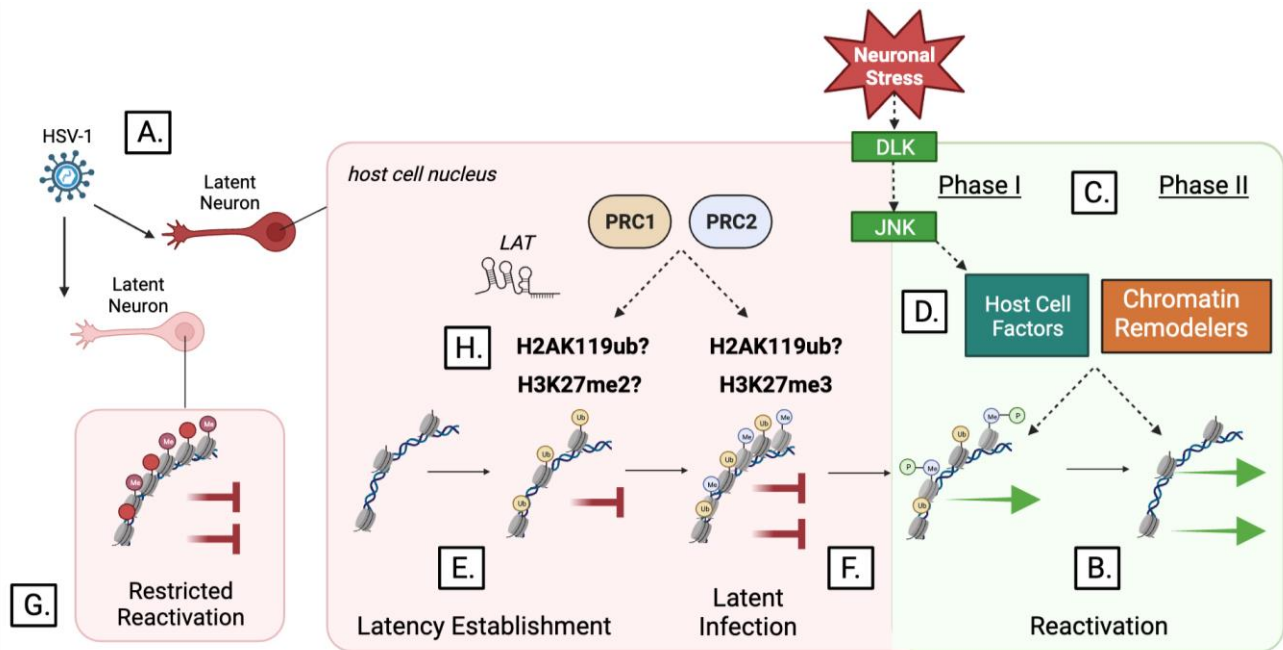 Neuronal
Stress
A.
HSV-1
Latent
Neuron
DLK
host cell nucleus
Phase I
C.
Phase II
PRC1
PRC2
JNK
LAT
Latent
Neuron
D.
Host Cell
Factors
Chromatin
Remodelers
H.
H2AK119ub?
H3K27me2?
H2AK119ub?
H3K27me3
Me
Me
Me
Ub
Ub
Ub
Me
Ub
Me
Ub
Me
Ub
Me
P
Ub
P
Me
Ub
E.
F.
B.
G.
Restricted
Reactivation
Latency Establishment
Latent
Infection
Reactivation